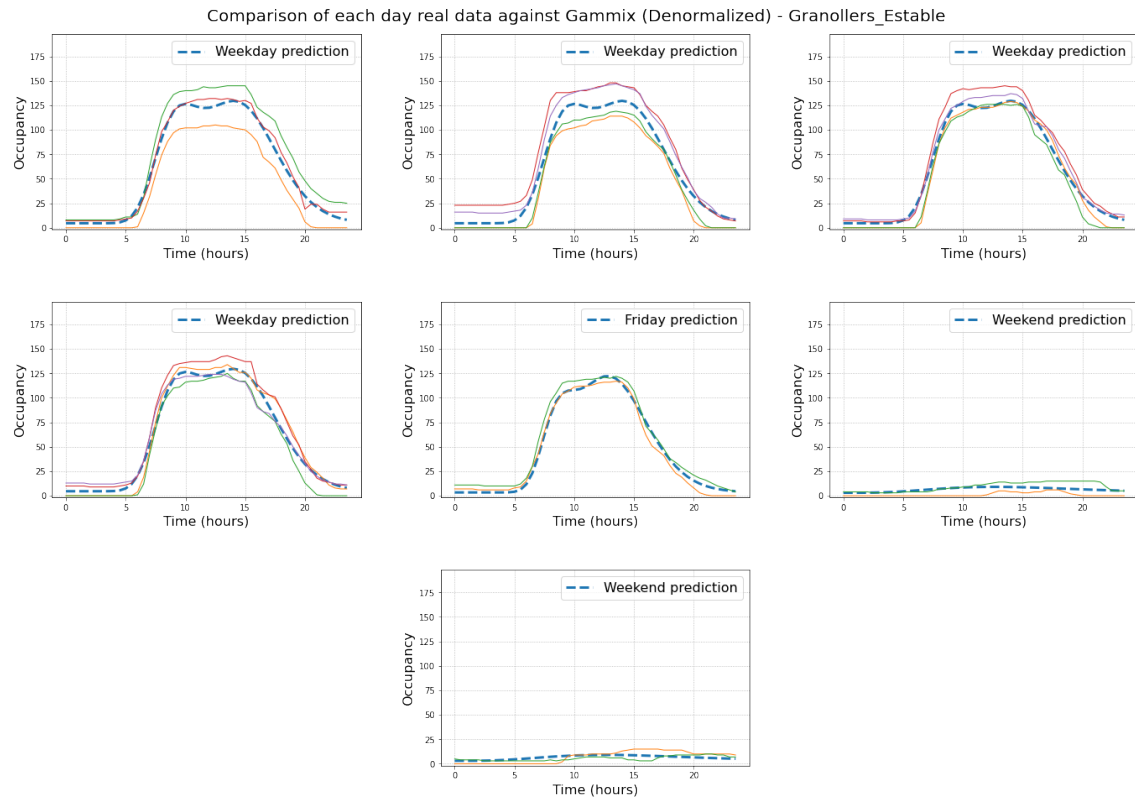 Comparison of each day real data against Gammix (Denormalized) - Granollers_Estable
Weekday prediction
Occupancy
175
150
125
100
75
50
25
0
0 5 10 15 20
Time (hours)
Weekday prediction
Occupancy
175
150
125
100
75
50
25
0
0 5 10 15 20
Time (hours)
Weekday prediction
Occupancy
175
150
125
100
75
50
25
0
0 5 10 15 20
Time (hours)
Weekday prediction
Occupancy
175
150
125
100
75
50
25
0
0 5 10 15 20
Time (hours)
Friday prediction
Occupancy
175
150
125
100
75
50
25
0
0 5 10 15 20
Time (hours)
Weekend prediction
Occupancy
175
150
125
100
75
50
25
0
0 5 10 15 20
Time (hours)
Weekend prediction
Occupancy
175
150
125
100
75
50
25
0
0 5 10 15 20
Time (hours)